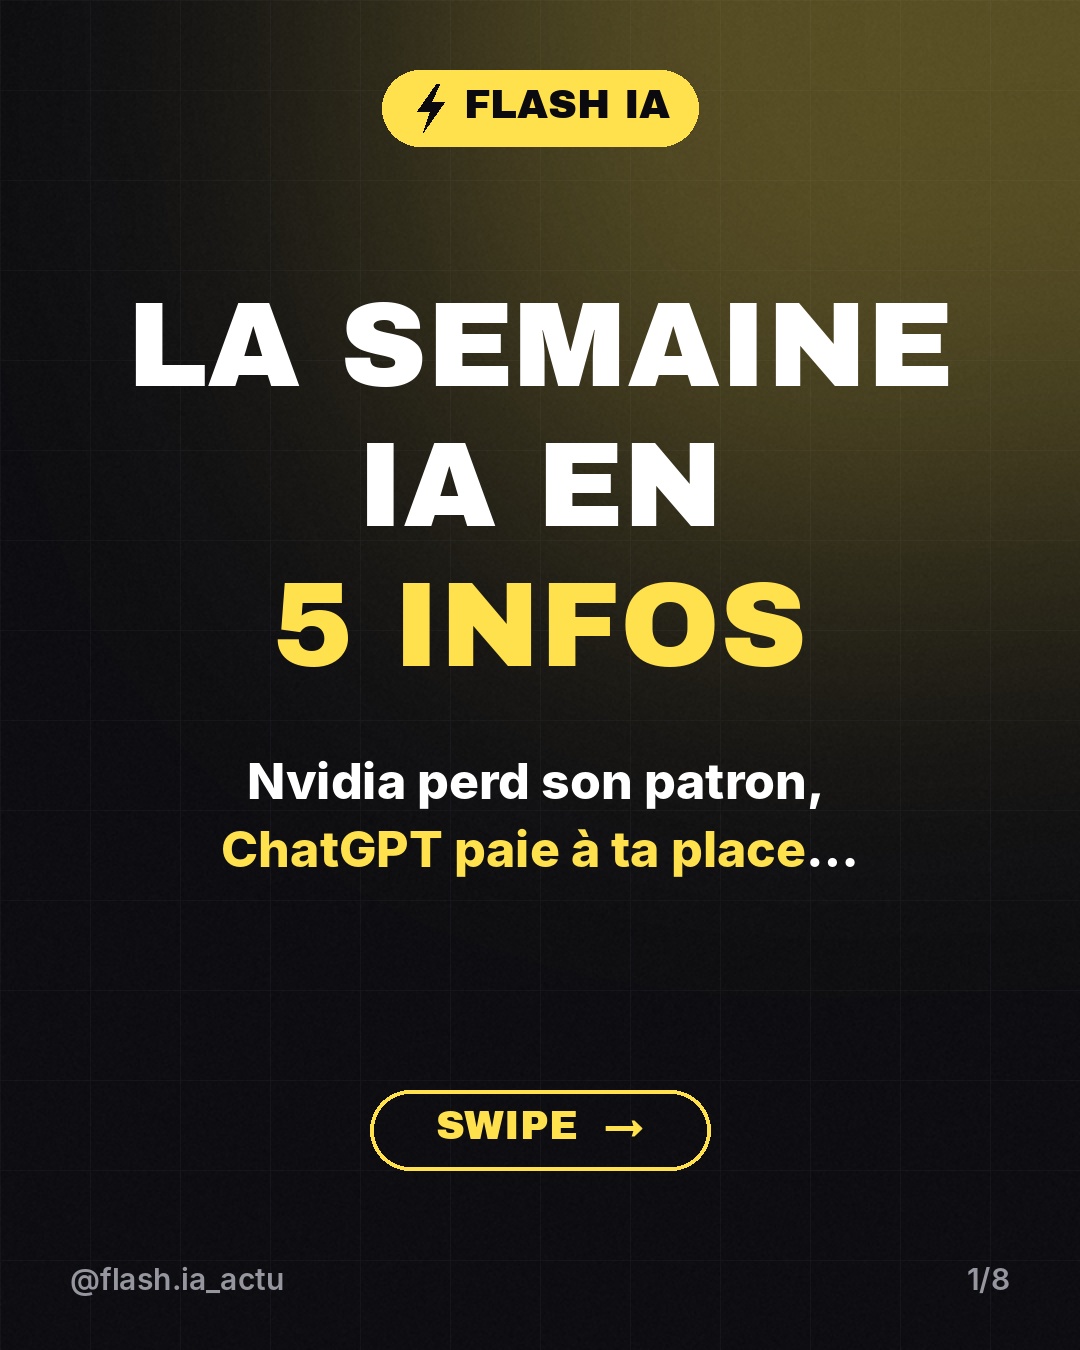 ⚡ FLASH IA
LA SEMAINE
IA EN
5 INFOS
Nvidia perd son patron,
ChatGPT paie à ta place...
SWIPE →
@flash.ia_actu
1/8